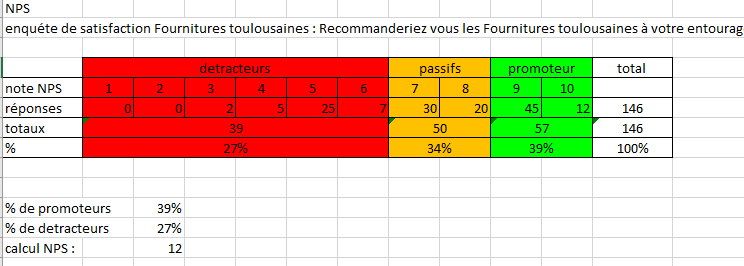 NPS
enquéte de satisfaction Fournitures toulousaines : Recommanderiez vous les Fournitures toulousaines à votre entourag
detracteurs passifs promoteur total
note NPS 1 2 3 4 5 6 7 8 9 10
réponses 0 0 2 5 25 7 30 20 45 12 146
totaux 39 50 57 146
% 27% 34% 39% 100%
% de promoteurs 39%
% de detracteurs 27%
calcul NPS : 12